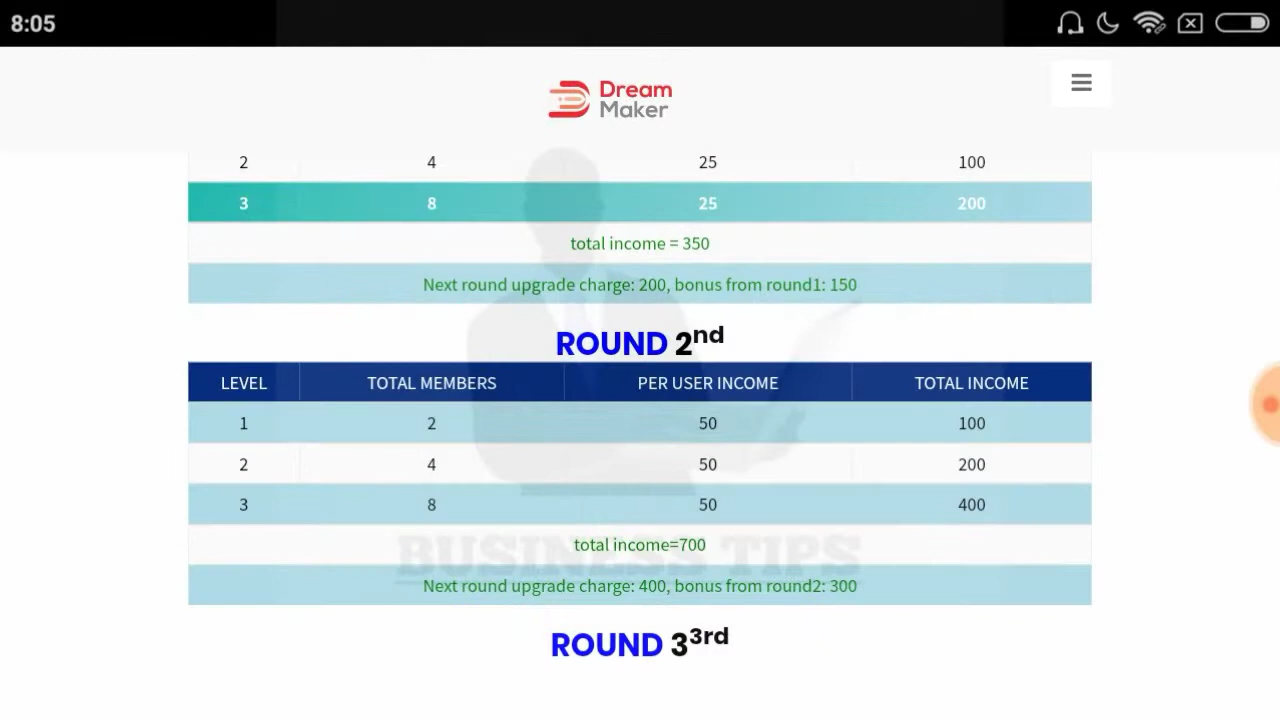 8:05
Dream
Maker
2 4 25 100
3 8 25 200
total income = 350
Next round upgrade charge: 200, bonus from round1: 150
ROUND 2nd
LEVEL TOTAL MEMBERS PER USER INCOME TOTAL INCOME
1 2 50 100
2 4 50 200
3 8 50 400
total income=700
BUSINESS TIPS
Next round upgrade charge: 400, bonus from round2: 300
ROUND 33rd